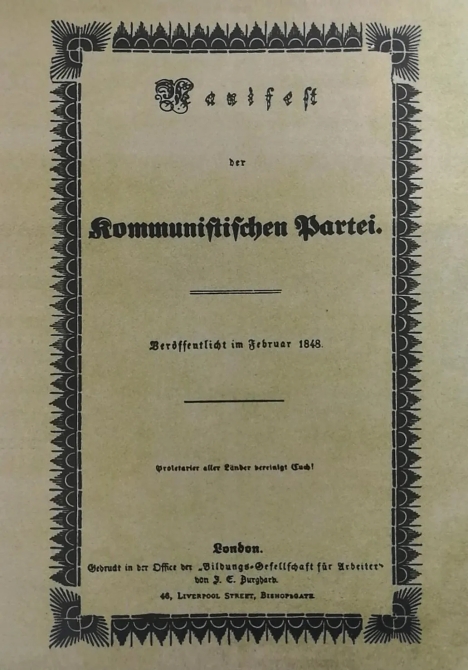 Manifest
der
Kommunistischen Partei.
Veröffentlicht im Februar 1848.
Proletarier aller Länder vereinigt Euch!
London.
Gedruckt in der Office der „Bildungs-Gesellschaft für Arbeiter“
von J. E. Burghard.
46, LIVERPOOL STREET, BISHOPSGATE.